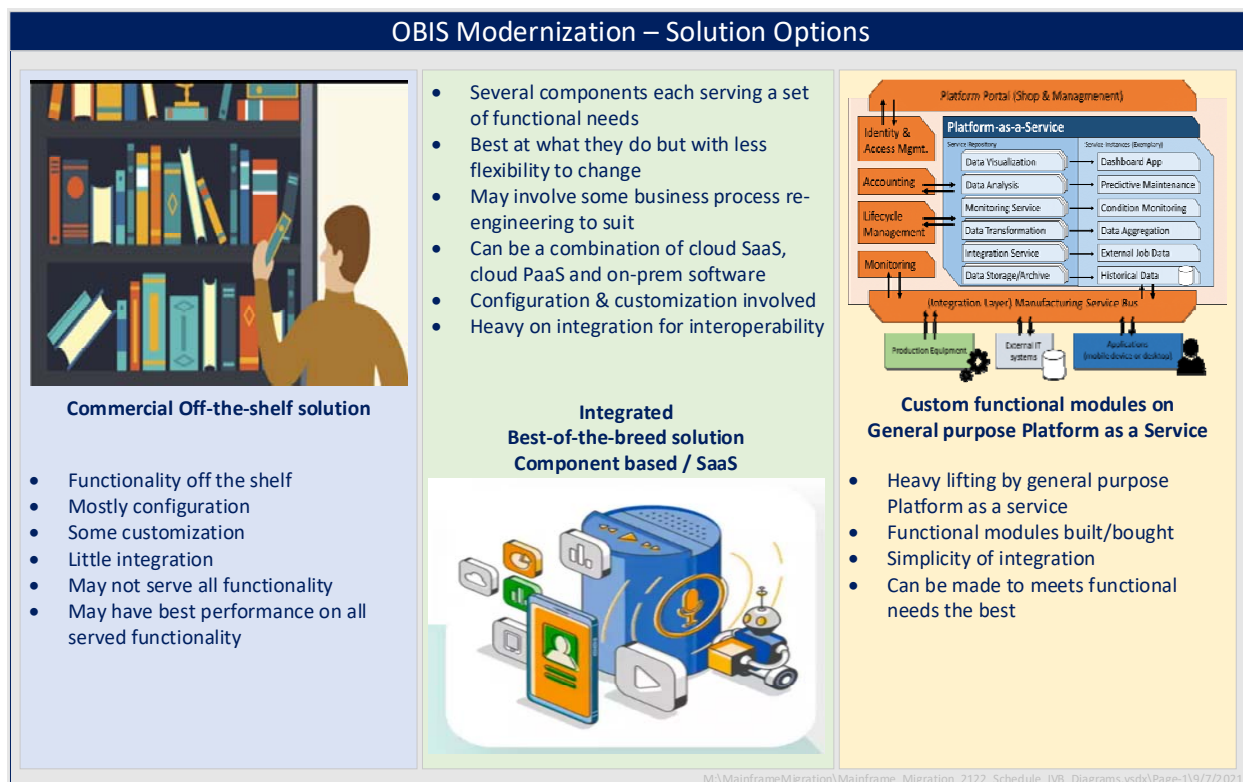 OBIS Modernization – Solution Options
Commercial Off-the-shelf solution
• Functionality off the shelf
• Mostly configuration
• Some customization
• Little integration
• May not serve all functionality
• May have best performance on all
served functionality
• Several components each serving a set
of functional needs
• Best at what they do but with less
flexibility to change
• May involve some business process re-
engineering to suit
• Can be a combination of cloud SaaS,
cloud PaaS and on-prem software
• Configuration & customization involved
• Heavy on integration for interoperability
Integrated
Best-of-the-breed solution
Component based / SaaS
Platform Portal (Shop & Managmenent)
Identity &
Access Mgmt.
Accounting
Lifecycle
Management
Monitoring
Platform-as-a-Service
Service Repository
Service Instances (Exemplary)
Data Visualization
Dashboard App
Data Analysis
Predictive Maintenance
Monitoring Service
Condition Monitoring
Data Transformation
Data Aggregation
Integration Service
External Job Data
Data Storage/Archive
Historical Data
(Integration Layer) Manufacturing Service Bus
Production Equipment
External IT
systems
Applications
(mobile device or desktop)
Custom functional modules on
General purpose Platform as a Service
• Heavy lifting by general purpose
Platform as a service
• Functional modules built/bought
• Simplicity of integration
• Can be made to meets functional
needs the best
M:\MainframeMigration\Mainframe_Migration_2122_Schedule_IVB_Diagrams.vsdx\Page-1\9/7/2021